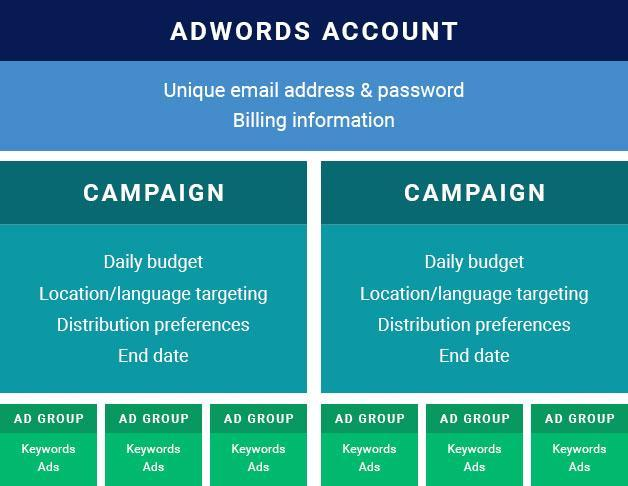 ADWORDS ACCOUNT
Unique email address & password
Billing information
CAMPAIGN
Daily budget
Location/language targeting
Distribution preferences
End date
CAMPAIGN
Daily budget
Location/language targeting
Distribution preferences
End date
AD GROUP
Keywords
Ads
AD GROUP
Keywords
Ads
AD GROUP
Keywords
Ads
AD GROUP
Keywords
Ads
AD GROUP
Keywords
Ads
AD GROUP
Keywords
Ads